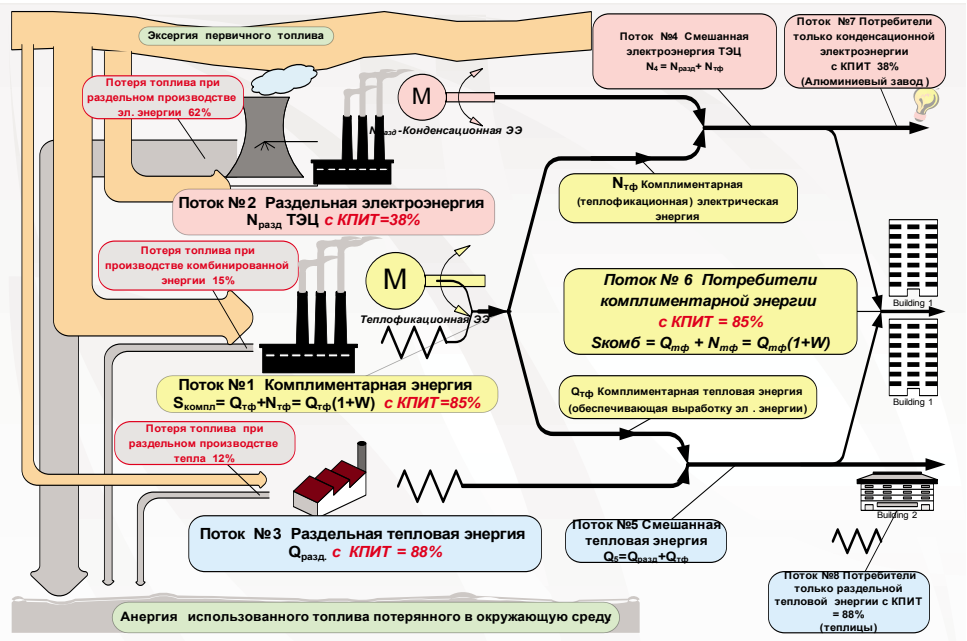 Эксергия первичного топлива
Поток №4 Смешанная
электроэнергия ТЭЦ
N₄ = Nразд+ Nтф
Поток №7 Потребители
только конденсационной
электроэнергии
с КПИТ 38%
(Алюминиевый завод )
Потеря топлива при
раздельном производстве
эл. энергии 62%
M
-Конденсационная ЭЭ
Nтф Комплиментарная
(теплофикационная) электрическая
энергия
Поток №2 Раздельная электроэнергия
Nразд ТЭЦ с КПИТ=38%
Потеря топлива при
производстве комбинированной
энергии 15%
M
Теплофикационная ЭЭ
Поток № 6 Потребители
комплиментарной энергии
с КПИТ = 85%
Sкомб = Qтф + Nтф = Qтф(1+W)
Building 1
Building 1
Поток №1 Комплиментарная энергия
Sкомпл= Qтф+Nтф= Qтф(1+W) с КПИТ=85%
Qтф Комплиментарная тепловая энергия
(обеспечивающая выработку эл . энергии)
Потеря топлива при
раздельном производстве
тепла 12%
Поток №3 Раздельная тепловая энергия
Qразд. с КПИТ = 88%
Поток №5 Смешанная
тепловая энергия
Q₅=Qразд+Qтф
Building 2
Поток №8 Потребители
только раздельной
тепловой энергии с КПИТ
= 88%
(теплицы)
Анергия использованного топлива потерянного в окружающую среду